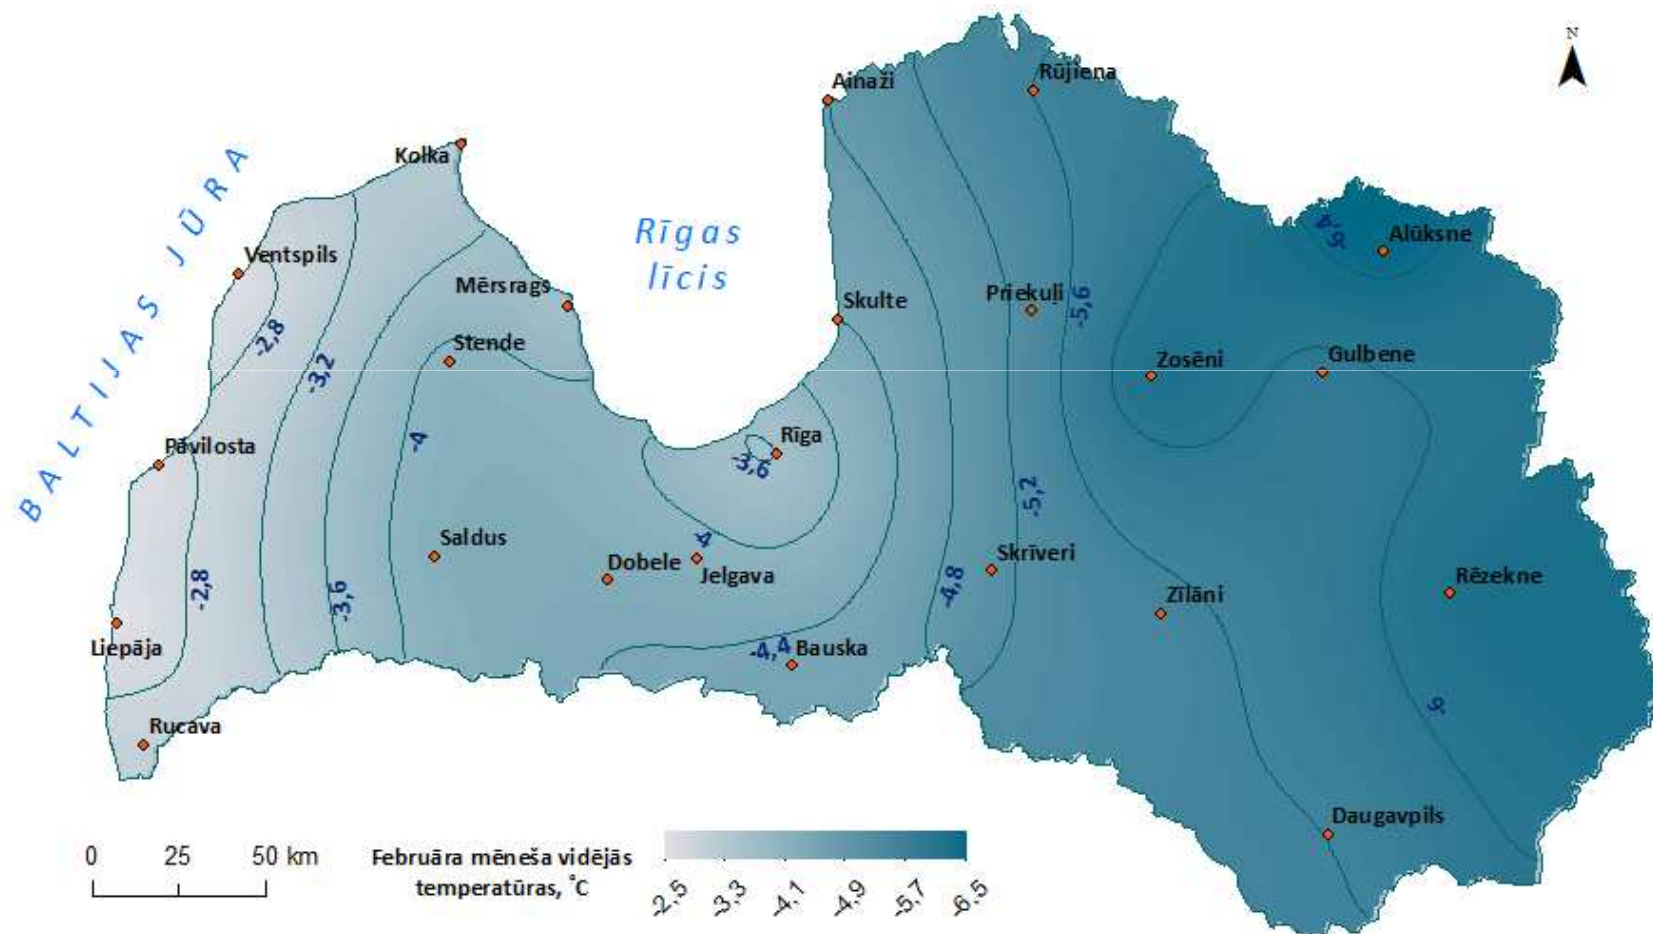 N
Ainaži
Rūjiena
Kolka
BALTIJAS JŪRA
Rīgas
līcis
-6,4
Alūksne
Ventspils
Mērsrags
Skulte
Priekuļi
-5,6
-2,8
-3,2
Stende
Zosēni
Gulbene
Pāvilosta
-4
Rīga
-3,6
-5,2
Saldus
-4
Dobele
Jelgava
Skrīveri
-4,8
Zīlāni
Rēzekne
-2,8
-3,6
Liepāja
-4,4
Bauska
-6
Rucava
Daugavpils
0 25 50 km
Februāra mēneša vidējās
temperatūras, °C
-2,5 -3,3 -4,1 -4,9 -5,7 -6,5